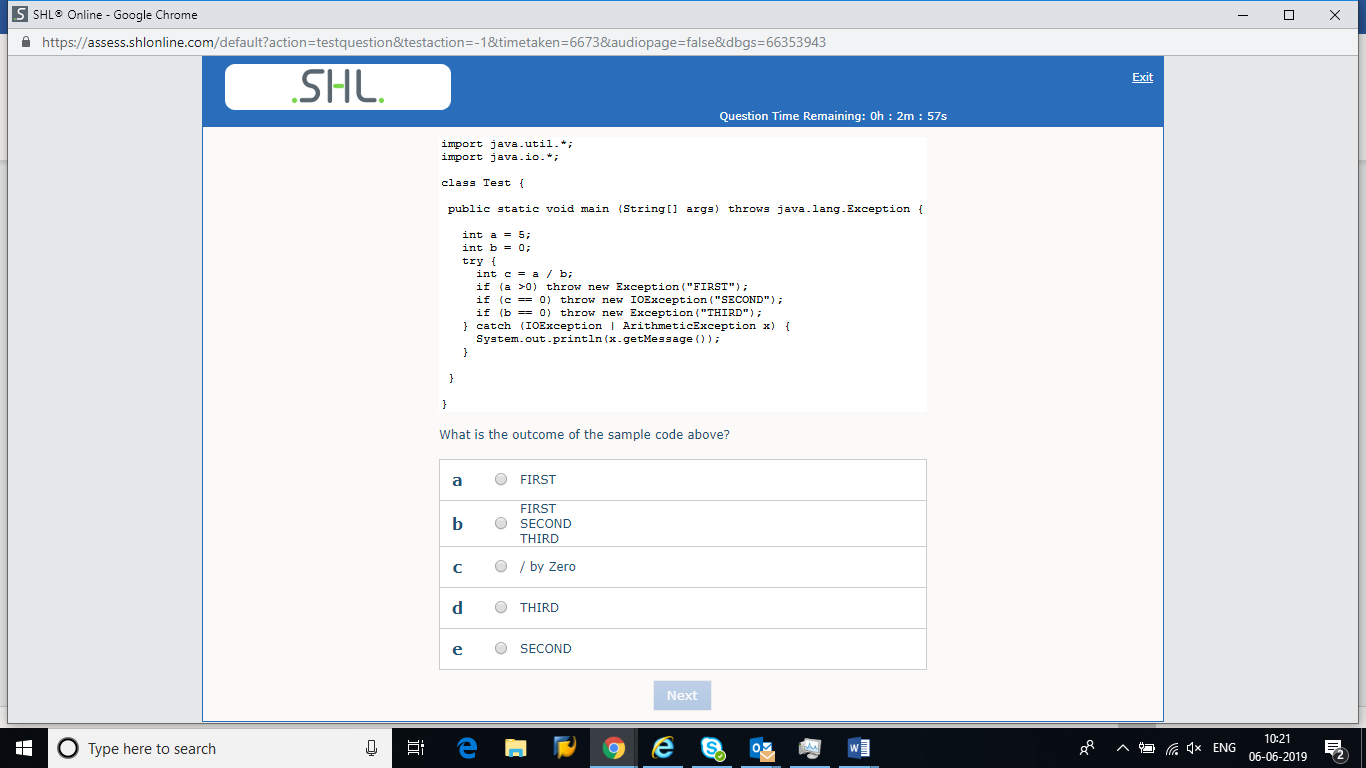 SHL® Online - Google Chrome
https://assess.shlonline.com/default?action=testquestion&testaction=-1&timetaken=6673&audiopage=false&dbgs=66353943
.SHL.
Exit
Question Time Remaining: 0h : 2m : 57s
import java.util.*;
import java.io.*;
class Test {
public static void main (String[] args) throws java.lang.Exception {
int a = 5;
int b = 0;
try {
int c = a / b;
if (a >0) throw new Exception("FIRST");
if (c == 0) throw new IOException("SECOND");
if (b == 0) throw new Exception("THIRD");
} catch (IOException | ArithmeticException x) {
System.out.println(x.getMessage());
}
}
}
What is the outcome of the sample code above?
a FIRST
b FIRST
SECOND
THIRD
c / by Zero
d THIRD
e SECOND
Next
Type here to search
ENG
10:21
06-06-2019
2